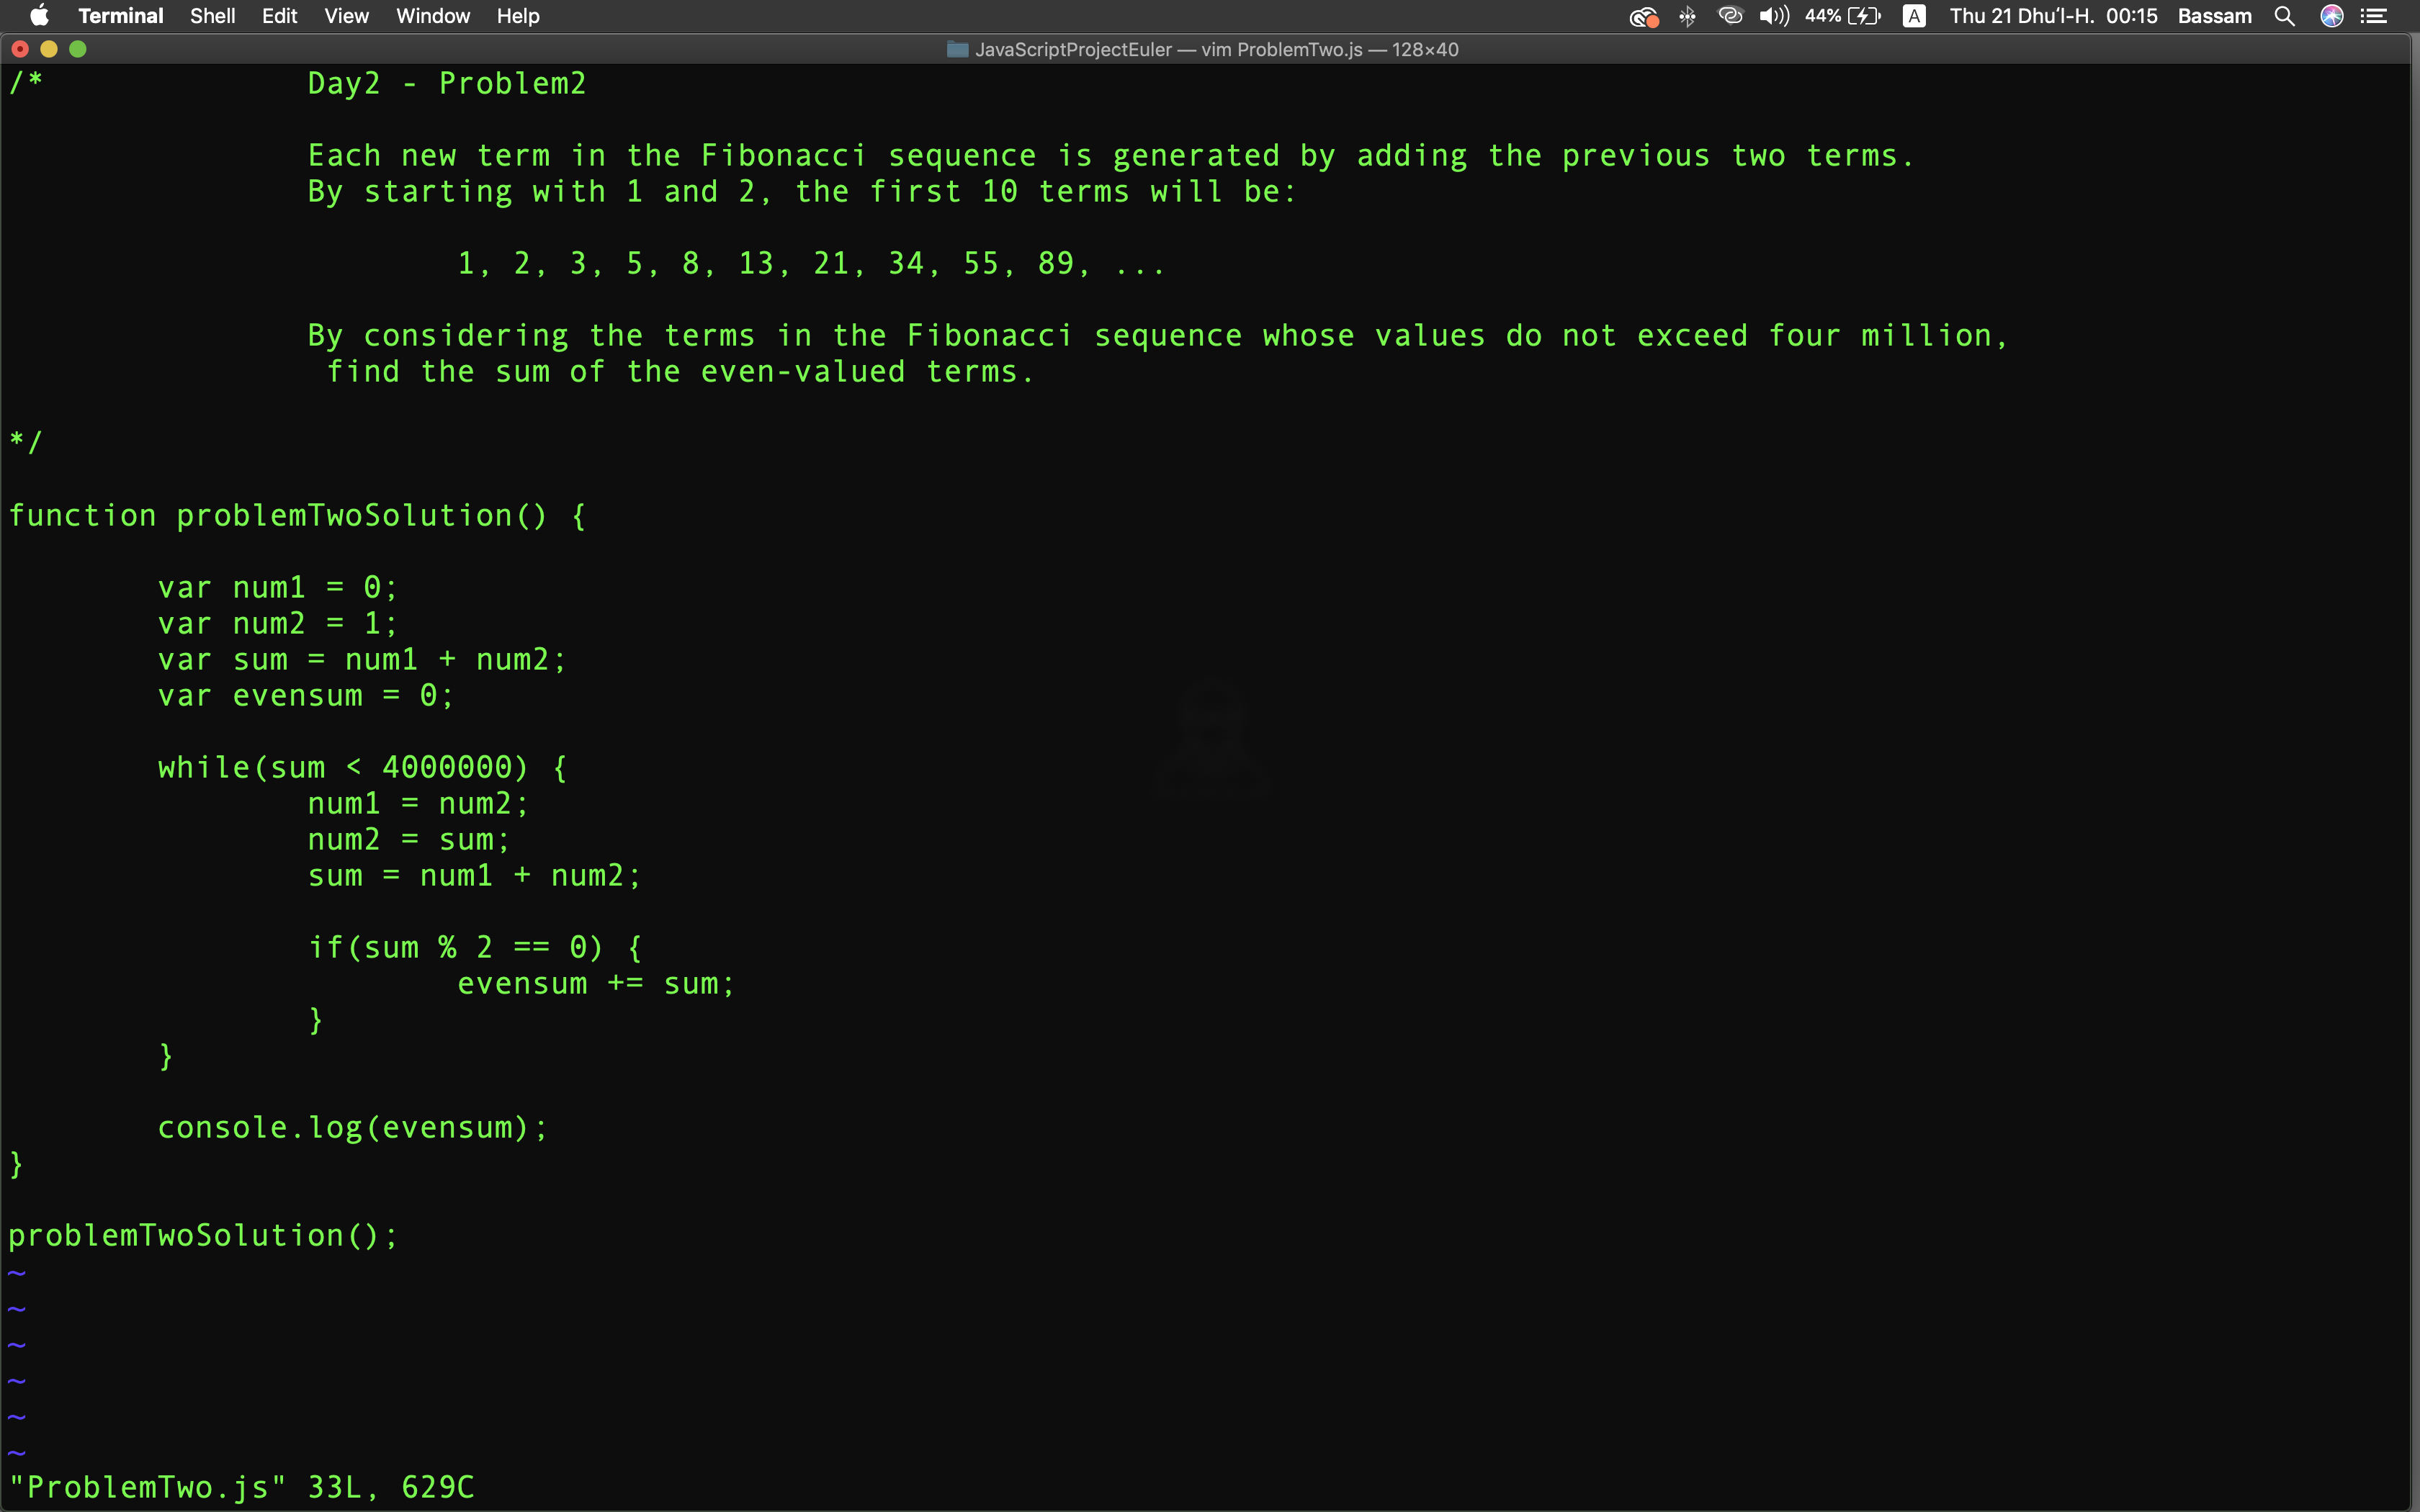 Terminal Shell Edit View Window Help 44% A Thu 21 Dhuʻl-H. 00:15 Bassam
JavaScriptProjectEuler — vim ProblemTwo.js — 128×40
/* Day2 - Problem2
Each new term in the Fibonacci sequence is generated by adding the previous two terms.
By starting with 1 and 2, the first 10 terms will be:
1, 2, 3, 5, 8, 13, 21, 34, 55, 89, ...
By considering the terms in the Fibonacci sequence whose values do not exceed four million,
find the sum of the even-valued terms.
*/
function problemTwoSolution() {
var num1 = 0;
var num2 = 1;
var sum = num1 + num2;
var evensum = 0;
while(sum < 4000000) {
num1 = num2;
num2 = sum;
sum = num1 + num2;
if(sum % 2 == 0) {
evensum += sum;
}
}
console.log(evensum);
}
problemTwoSolution();
~
~
~
~
~
~
"ProblemTwo.js" 33L, 629C